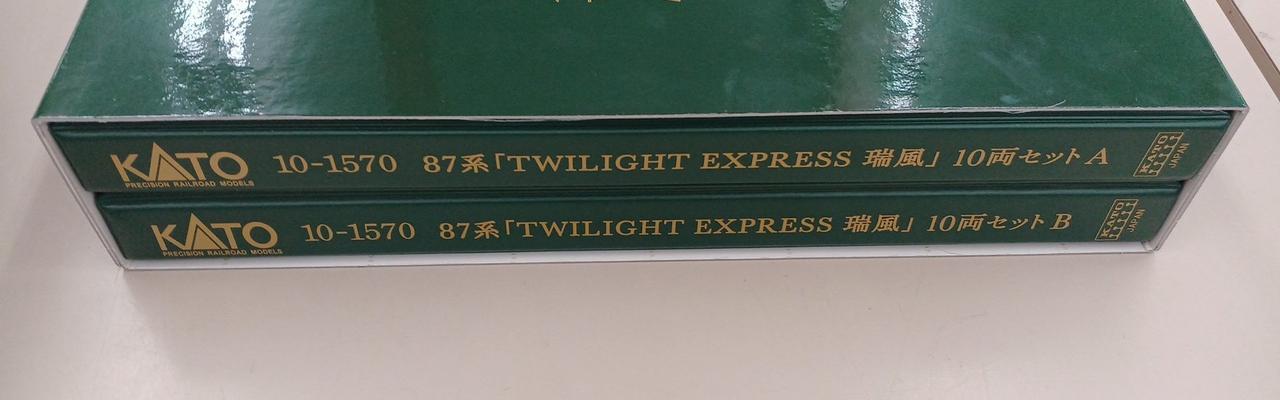 KATO 10-1570 87系「TWILIGHT EXPRESS 瑞風」 10両セットA KATO JAPAN
PRECISION RAILROAD MODELS
KATO 10-1570 87系「TWILIGHT EXPRESS 瑞風」 10両セットB KATO JAPAN
PRECISION RAILROAD MODELS